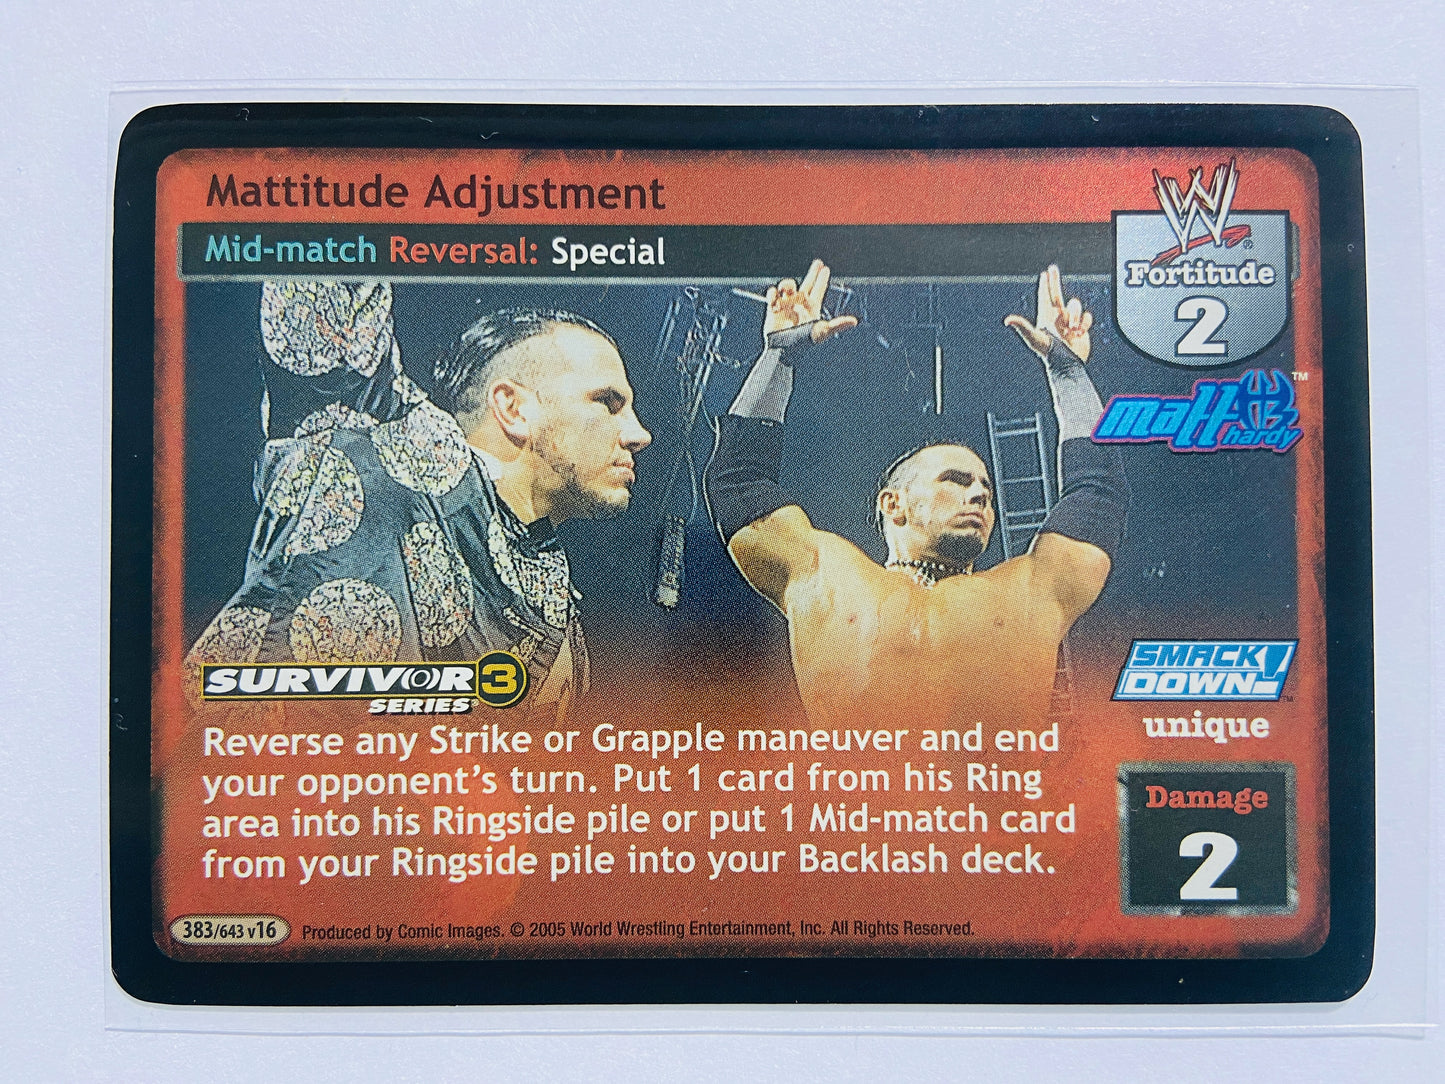 Mattitude Adjustment
Mid-match Reversal: Special
W
®
Fortitude
2
matt hardy™
SURVIVOR 3
SERIES®
SMACK
DOWN!™
unique
Reverse any Strike or Grapple maneuver and end
your opponent's turn. Put 1 card from his Ring
area into his Ringside pile or put 1 Mid-match card
from your Ringside pile into your Backlash deck.
Damage
2
383/643 v16
Produced by Comic Images. © 2005 World Wrestling Entertainment, Inc. All Rights Reserved.